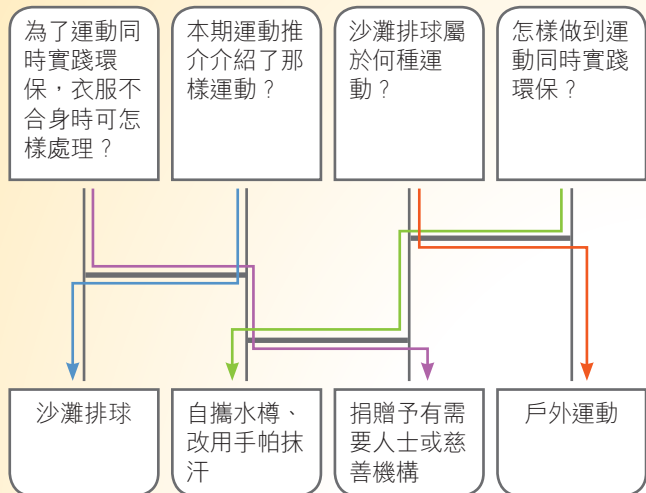 為了運動同
時實踐環
保，衣服不
合身時可怎
樣處理？
本期運動推
介介紹了那
樣運動？
沙灘排球屬
於何種運
動？
怎樣做到運
動同時實踐
環保？
沙灘排球
自攜水樽、
改用手帕抹
汗
捐贈予有需
要人士或慈
善機構
戶外運動